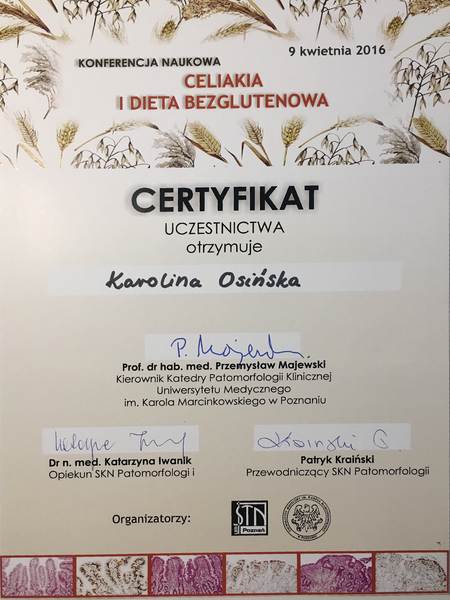 KONFERENCJA NAUKOWA
9 kwietnia 2016
CELIAKIA
I DIETA BEZGLUTENOWA
CERTYFIKAT
UCZESTNICTWA
otrzymuje
Karolina Osińska
P. Majewski
Prof. dr hab. med. Przemysław Majewski
Kierownik Katedry Patomorfologii Klinicznej
Uniwersytetu Medycznego
im. Karola Marcinkowskiego w Poznaniu
Dr n. med. Katarzyna Iwanik
Opiekun SKN Patomorfologi i
Patryk Kraiński
Przewodniczący SKN Patomorfologii
Organizatorzy:
STN
Poznań